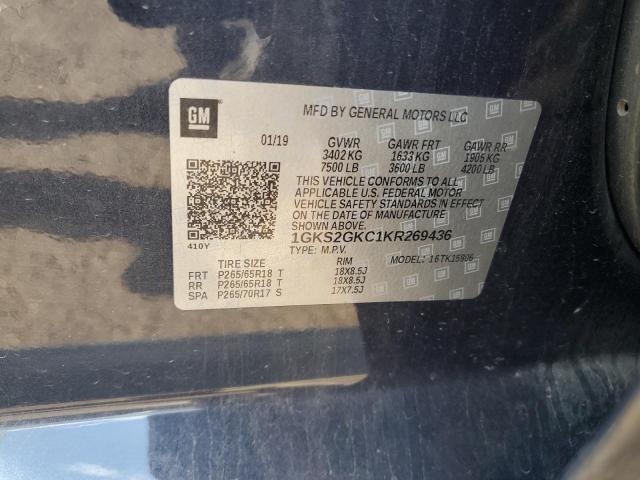 GM
MFD BY GENERAL MOTORS LLC
01/19 GVWR GAWR FRT GAWR RR
3402 KG 1633 KG 1905 KG
7500 LB 3600 LB 4200 LB
THIS VEHICLE CONFORMS TO ALL
APPLICABLE U.S. FEDERAL MOTOR
VEHICLE SAFETY STANDARDS IN EFFECT
ON THE DATE OF MANUFACTURE
SHOWN ABOVE.
1GKS2GKC1KR269436
410Y TYPE: M.P.V. MODEL: 16TK15906
TIRE SIZE RIM
FRT P265/65R18 T 18X8.5J
RR P265/65R18 T 18X8.5J
SPA P265/70R17 S 17X7.5J